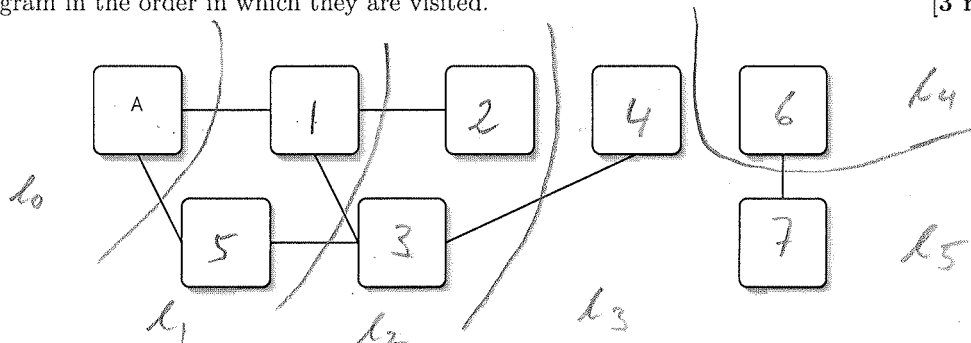 gram in the order in which they are visited. [3
A 1 2 4 6 l4
l0
5 3 7 l5
l1 l2 l3